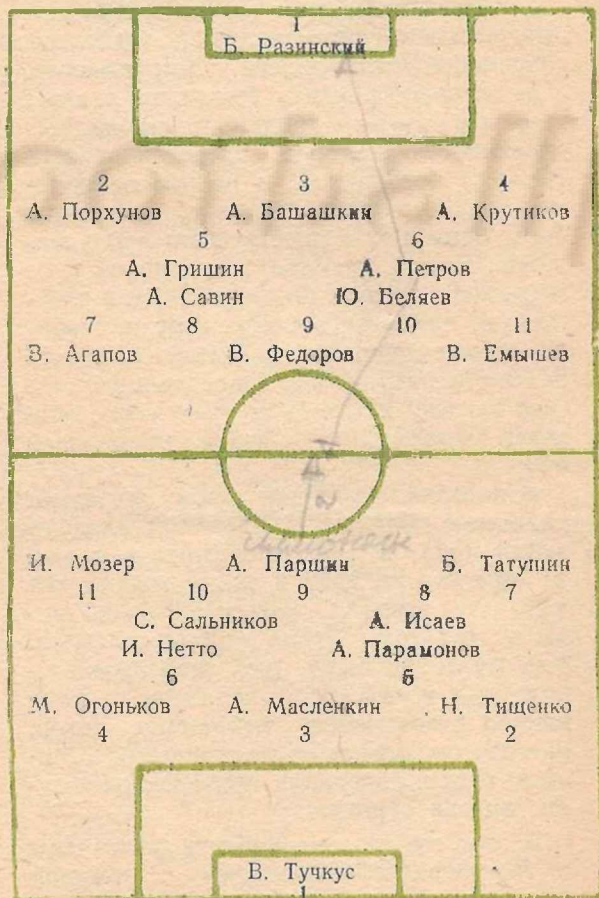 1
Б. Разинский
2 3 4
А. Порхунов А. Башашкин А. Крутиков
5 6
А. Гришин А. Петров
А. Савин Ю. Беляев
7 8 9 10 11
В. Агапов В. Федоров В. Емышев
2
И. Мозер А. Паршин Б. Татушин
11 10 9 8 7
С. Сальников А. Исаев
И. Нетто А. Парамонов
6 5
М. Огоньков А. Масленкин Н. Тищенко
4 3 2
В. Тучкус
1